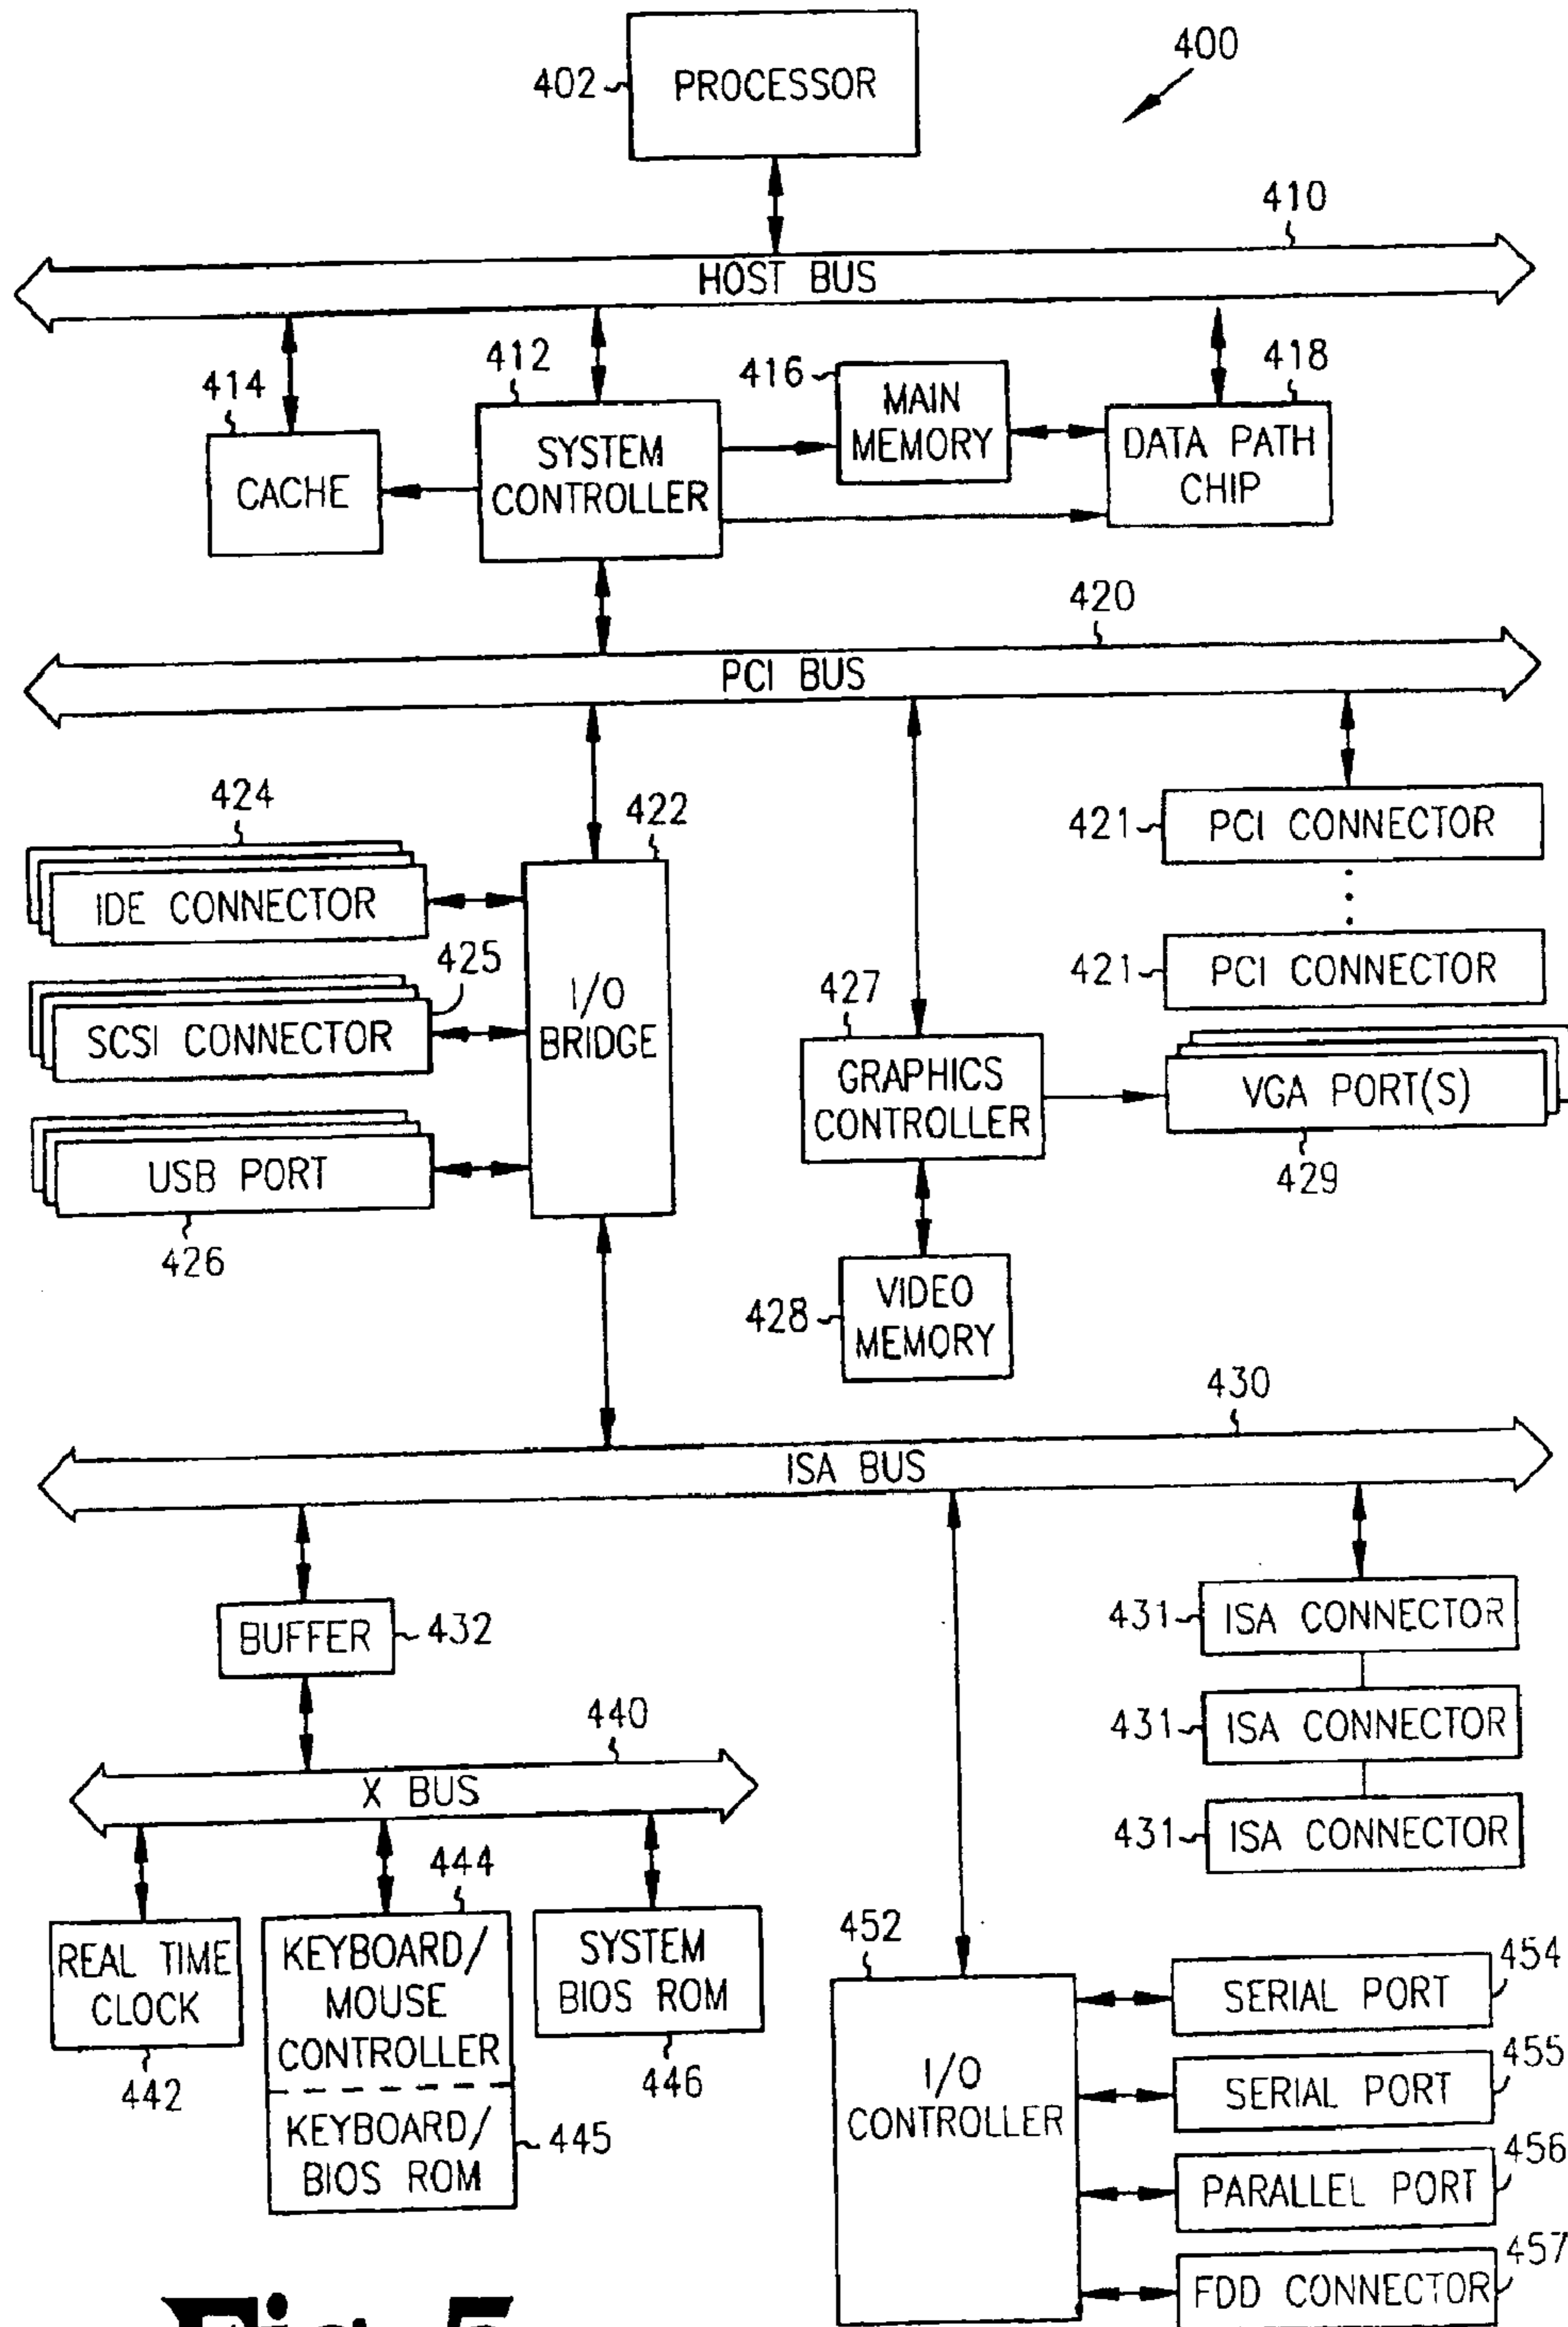 400
402
PROCESSOR
410
HOST BUS
414
412
416
418
CACHE
SYSTEM
CONTROLLER
MAIN
MEMORY
DATA PATH
CHIP
420
PCI BUS
424
IDE CONNECTOR
422
I/O
BRIDGE
425
SCSI CONNECTOR
USB PORT
426
421
PCI CONNECTOR
421
PCI CONNECTOR
427
GRAPHICS
CONTROLLER
VGA PORT(S)
429
428
VIDEO
MEMORY
430
ISA BUS
BUFFER
432
431
ISA CONNECTOR
431
ISA CONNECTOR
431
ISA CONNECTOR
440
X BUS
REAL TIME
CLOCK
442
444
KEYBOARD/
MOUSE
CONTROLLER
KEYBOARD/
BIOS ROM
445
SYSTEM
BIOS ROM
446
452
I/O
CONTROLLER
SERIAL PORT
454
SERIAL PORT
455
PARALLEL PORT
456
FDD CONNECTOR
457